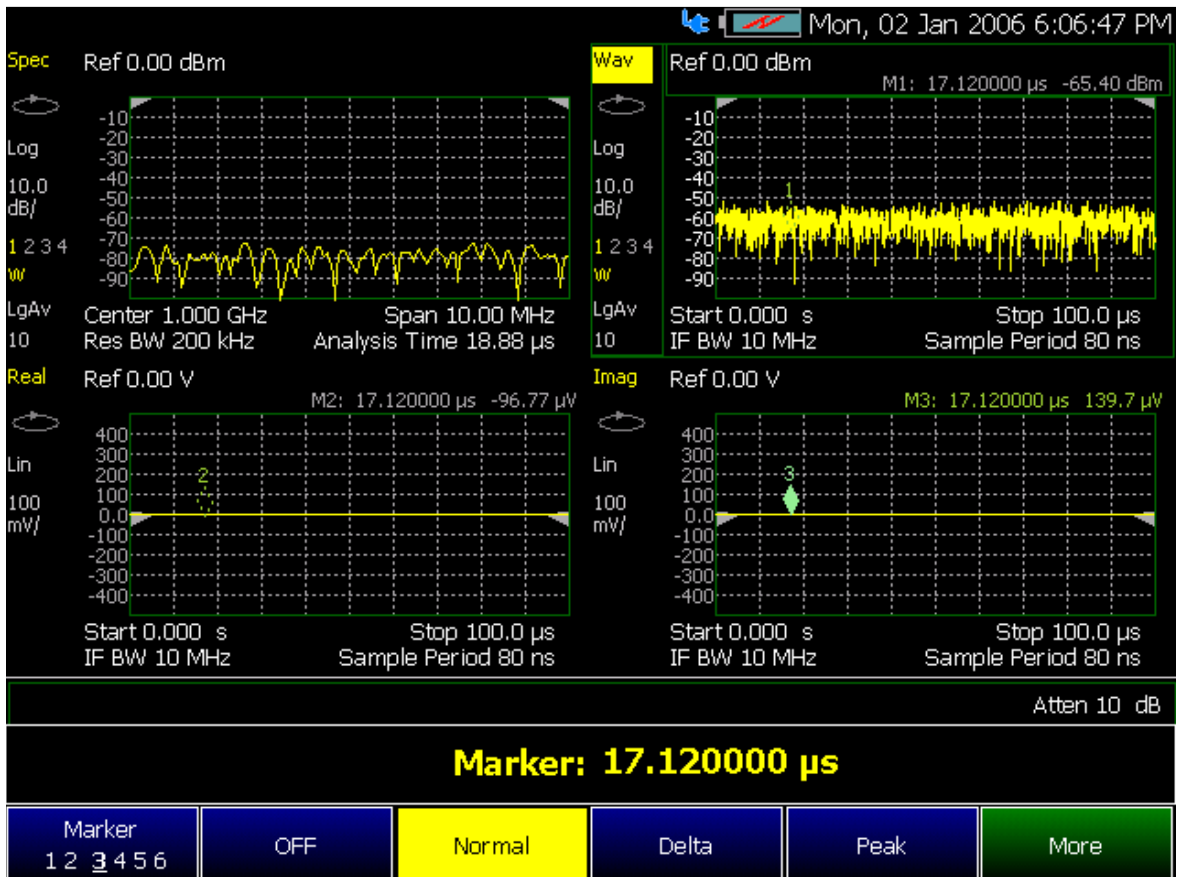 Mon, 02 Jan 2006 6:06:47 PM
Spec
Ref 0.00 dBm
Log
10.0
dB/
1 2 3 4
W
LgAv
10
-10
-20
-30
-40
-50
-60
-70
-80
-90
Center 1.000 GHz Span 10.00 MHz
Res BW 200 kHz Analysis Time 18.88 µs
Wav
Ref 0.00 dBm
M1: 17.120000 µs -65.40 dBm
Log
10.0
dB/
1 2 3 4
W
LgAv
10
-10
-20
-30
-40
-50
-60
-70
-80
-90
1
Start 0.000 s Stop 100.0 µs
IF BW 10 MHz Sample Period 80 ns
Real
Ref 0.00 V
M2: 17.120000 µs -96.77 µV
Lin
100
mV/
400
300
200
100
0.0
-100
-200
-300
-400
2
Start 0.000 s Stop 100.0 µs
IF BW 10 MHz Sample Period 80 ns
Imag
Ref 0.00 V
M3: 17.120000 µs 139.7 µV
Lin
100
mV/
400
300
200
100
0.0
-100
-200
-300
-400
3
Start 0.000 s Stop 100.0 µs
IF BW 10 MHz Sample Period 80 ns
Atten 10 dB
Marker: 17.120000 µs
Marker
1 2 3 4 5 6
OFF
Normal
Delta
Peak
More